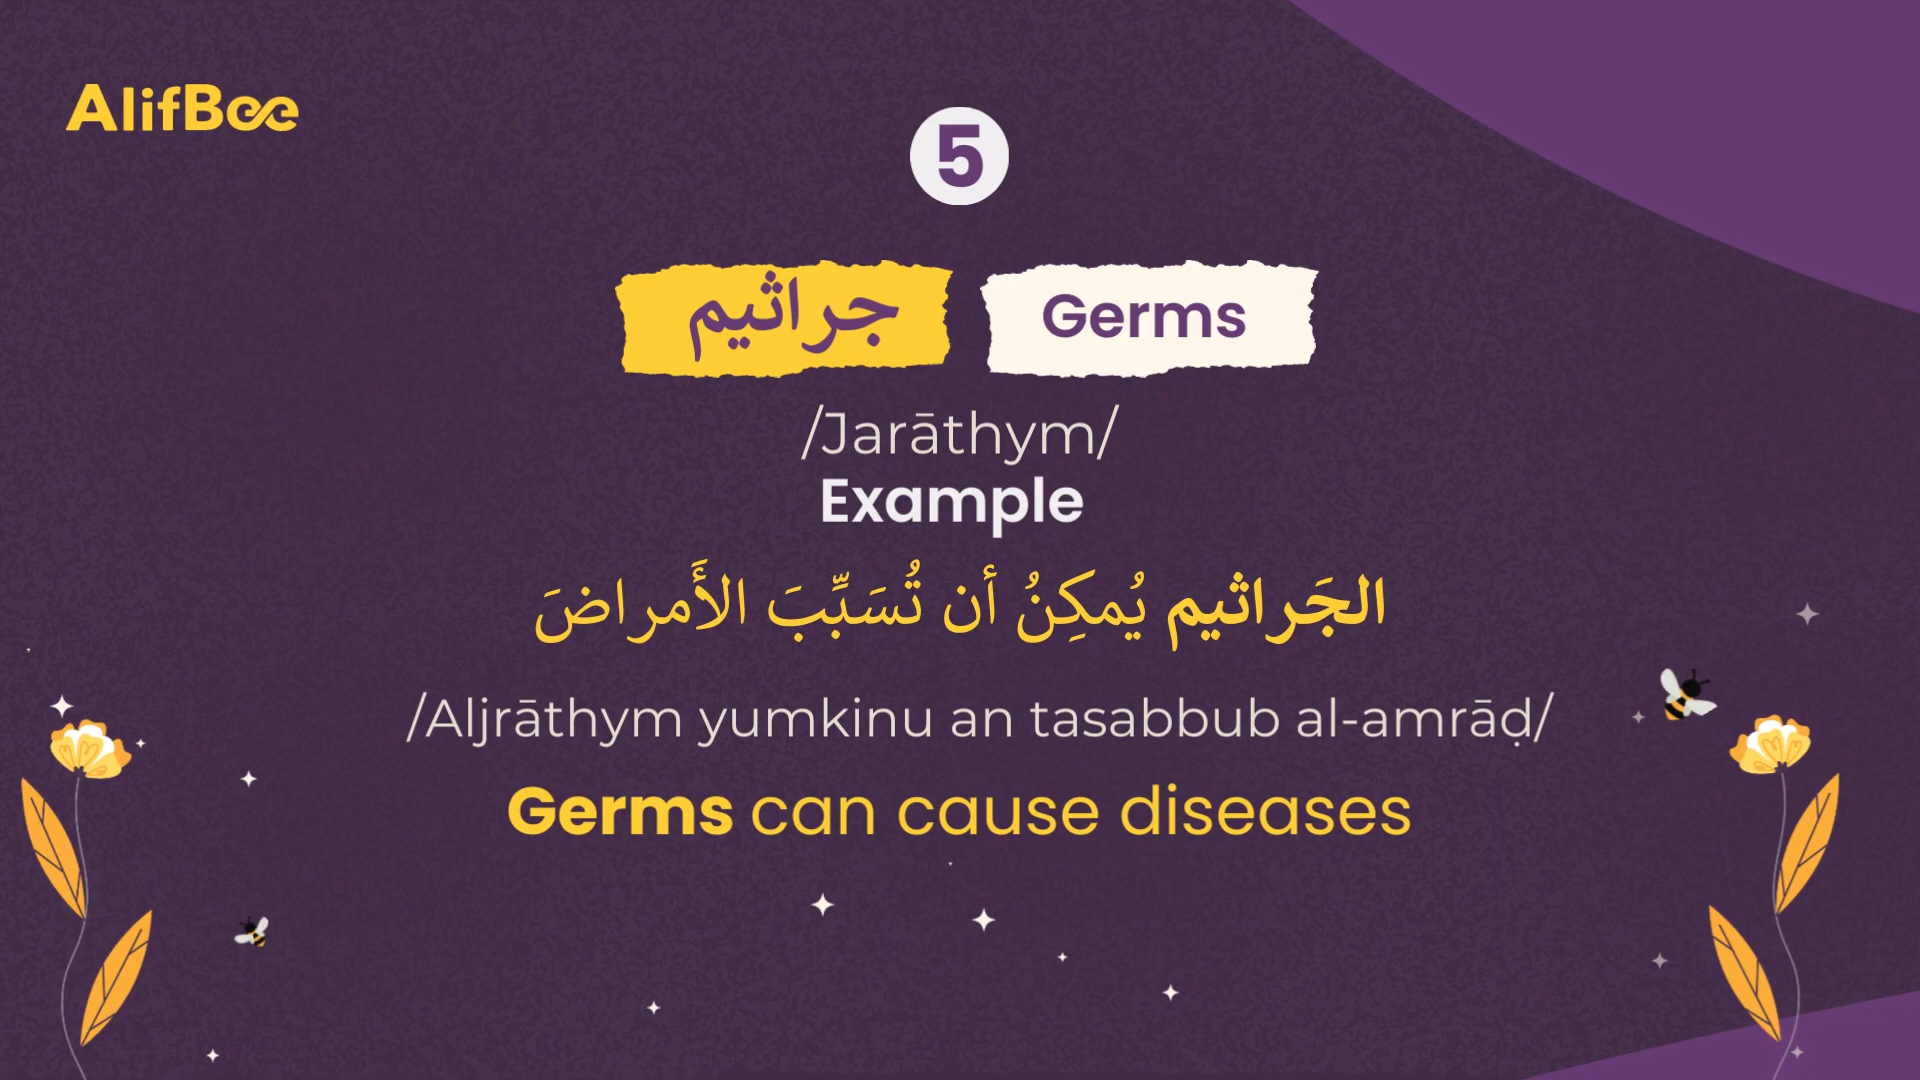 AlifBee
5
جراثيم
Germs
/Jarāthym/
Example
الجَراثيم يُمكِنُ أن تُسَبِّبَ الأَمراضَ
/Aljrāthym yumkinu an tasabbub al-amrāḍ/
Germs can cause diseases